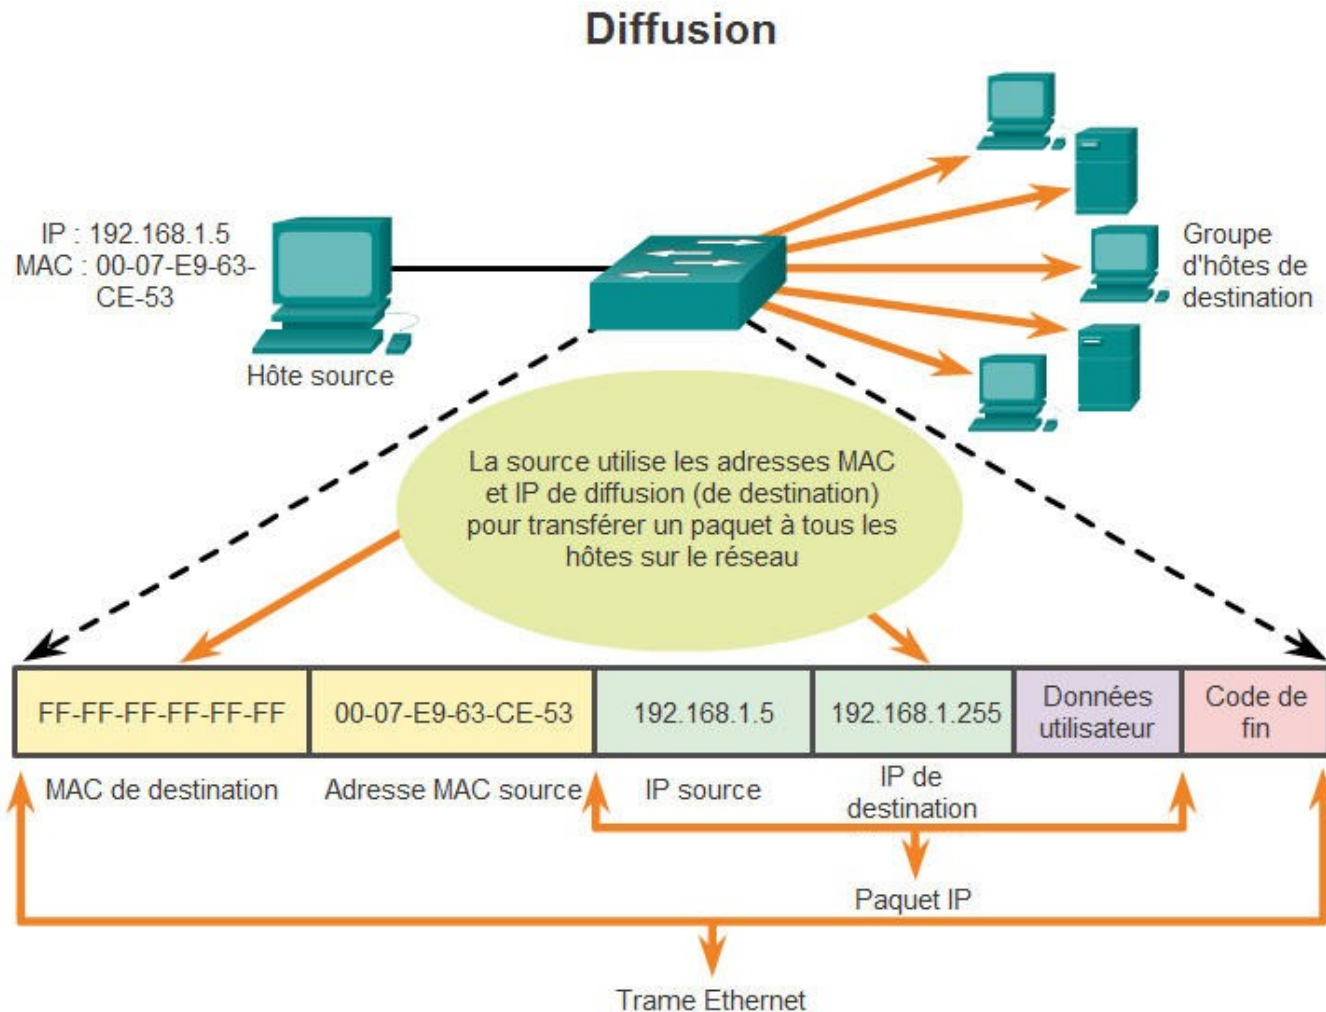 Diffusion
IP : 192.168.1.5
MAC : 00-07-E9-63-
CE-53
Hôte source
Groupe
d'hôtes de
destination
La source utilise les adresses MAC
et IP de diffusion (de destination)
pour transférer un paquet à tous les
hôtes sur le réseau
FF-FF-FF-FF-FF-FF
00-07-E9-63-CE-53
192.168.1.5
192.168.1.255
Données
utilisateur
Code de
fin
MAC de destination
Adresse MAC source
IP source
IP de
destination
Paquet IP
Trame Ethernet